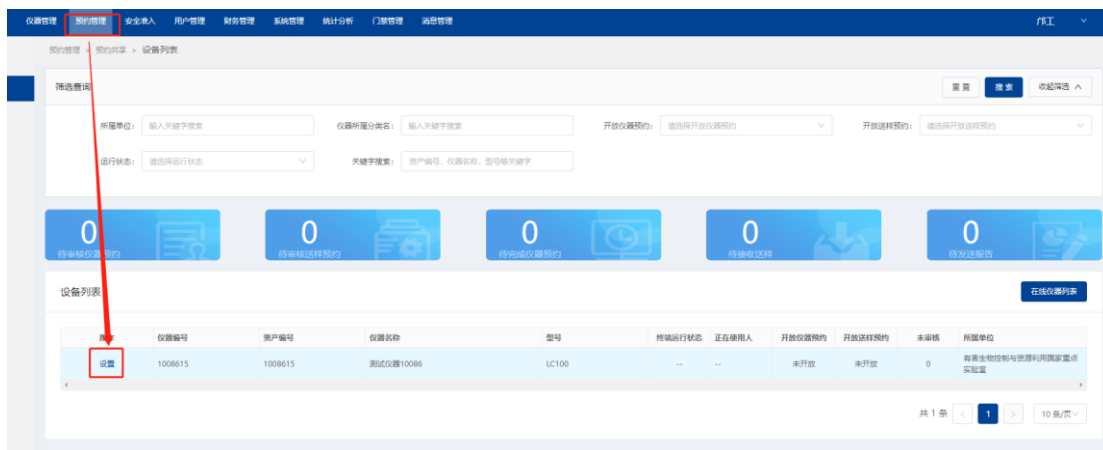 仪器管理 预约管理 安全准入 用户管理 财务管理 系统管理 统计分析 门禁管理 消息管理 邝工
预约管理 > 预约共享 > 设备列表
筛选查询 重置 搜索 收起筛选
所属单位： 输入关键字搜索 仪器所属分类名： 输入关键字搜索 开放仪器预约： 请选择开放仪器预约 开放送样预约： 请选择开放送样预约
运行状态： 请选择运行状态 关键字搜索： 资产编号、仪器名称、型号等关键字
0 0 0 0 0
待审核仪器预约 待审核送样预约 待完成仪器预约 待接收送样 待发送报告
设备列表 在线仪器列表
操作 仪器编号 资产编号 仪器名称 型号 终端运行状态 正在使用人 开放仪器预约 开放送样预约 未审核 所属单位
设置 1008615 1008615 测试仪器10086 LC100 -- -- 未开放 未开放 0 有害生物控制与资源利用国家重点
实验室
共 1 条 < 1 > 10 条/页